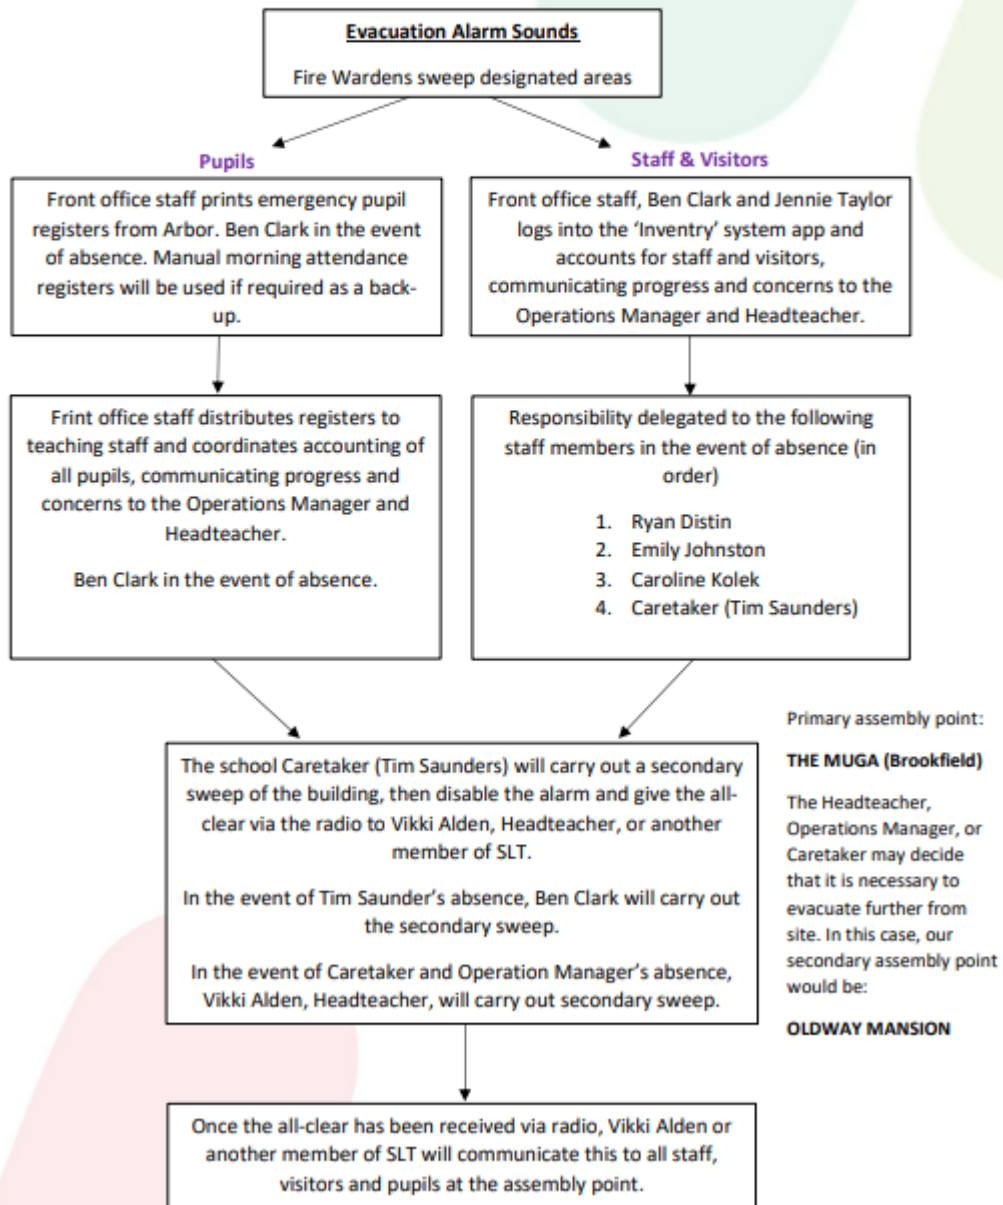 Evacuation Alarm Sounds
Fire Wardens sweep designated areas
Pupils
Front office staff prints emergency pupil
registers from Arbor. Ben Clark in the event
of absence. Manual morning attendance
registers will be used if required as a back-
up.
Frint office staff distributes registers to
teaching staff and coordinates accounting of
all pupils, communicating progress and
concerns to the Operations Manager and
Headteacher.
Ben Clark in the event of absence.
Staff & Visitors
Front office staff, Ben Clark and Jennie Taylor
logs into the ‘Inventry’ system app and
accounts for staff and visitors,
communicating progress and concerns to the
Operations Manager and Headteacher.
Responsibility delegated to the following
staff members in the event of absence (in
order)
1. Ryan Distin
2. Emily Johnston
3. Caroline Kolek
4. Caretaker (Tim Saunders)
The school Caretaker (Tim Saunders) will carry out a secondary
sweep of the building, then disable the alarm and give the all-
clear via the radio to Vikki Alden, Headteacher, or another
member of SLT.
In the event of Tim Saunder’s absence, Ben Clark will carry out
the secondary sweep.
In the event of Caretaker and Operation Manager’s absence,
Vikki Alden, Headteacher, will carry out secondary sweep.
Primary assembly point:
THE MUGA (Brookfield)
The Headteacher,
Operations Manager, or
Caretaker may decide
that it is necessary to
evacuate further from
site. In this case, our
secondary assembly point
would be:
OLDWAY MANSION
Once the all-clear has been received via radio, Vikki Alden or
another member of SLT will communicate this to all staff,
visitors and pupils at the assembly point.